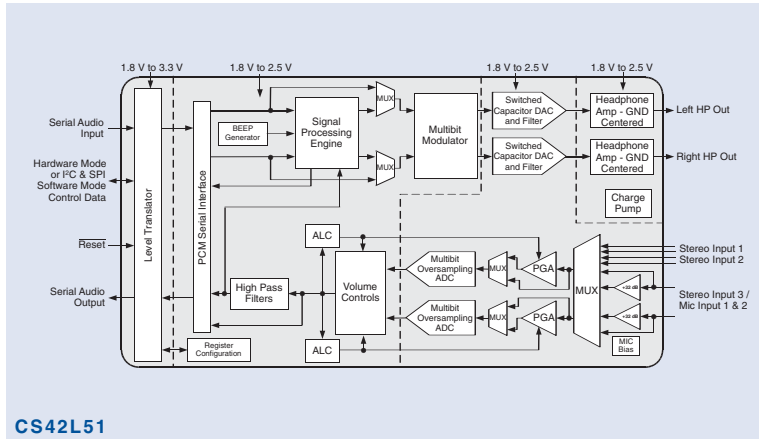 1.8 V to 3.3 V
1.8 V to 2.5 V
1.8 V to 2.5 V
1.8 V to 2.5 V
Serial Audio
Input
Hardware Mode
or I²C & SPI
Software Mode
Control Data
Reset
Serial Audio
Output
Level Translator
PCM Serial Interface
BEEP
Generator
Signal
Processing
Engine
MUX
MUX
Multibit
Modulator
Switched
Capacitor DAC
and Filter
Switched
Capacitor DAC
and Filter
Headphone
Amp - GND
Centered
Headphone
Amp - GND
Centered
Left HP Out
Right HP Out
Charge
Pump
ALC
High Pass
Filters
Volume
Controls
ALC
Register
Configuration
Multibit
Oversampling
ADC
Multibit
Oversampling
ADC
MUX
MUX
PGA
PGA
MUX
+32 dB
+32 dB
MIC
Bias
Stereo Input 1
Stereo Input 2
Stereo Input 3 /
Mic Input 1 & 2
CS42L51